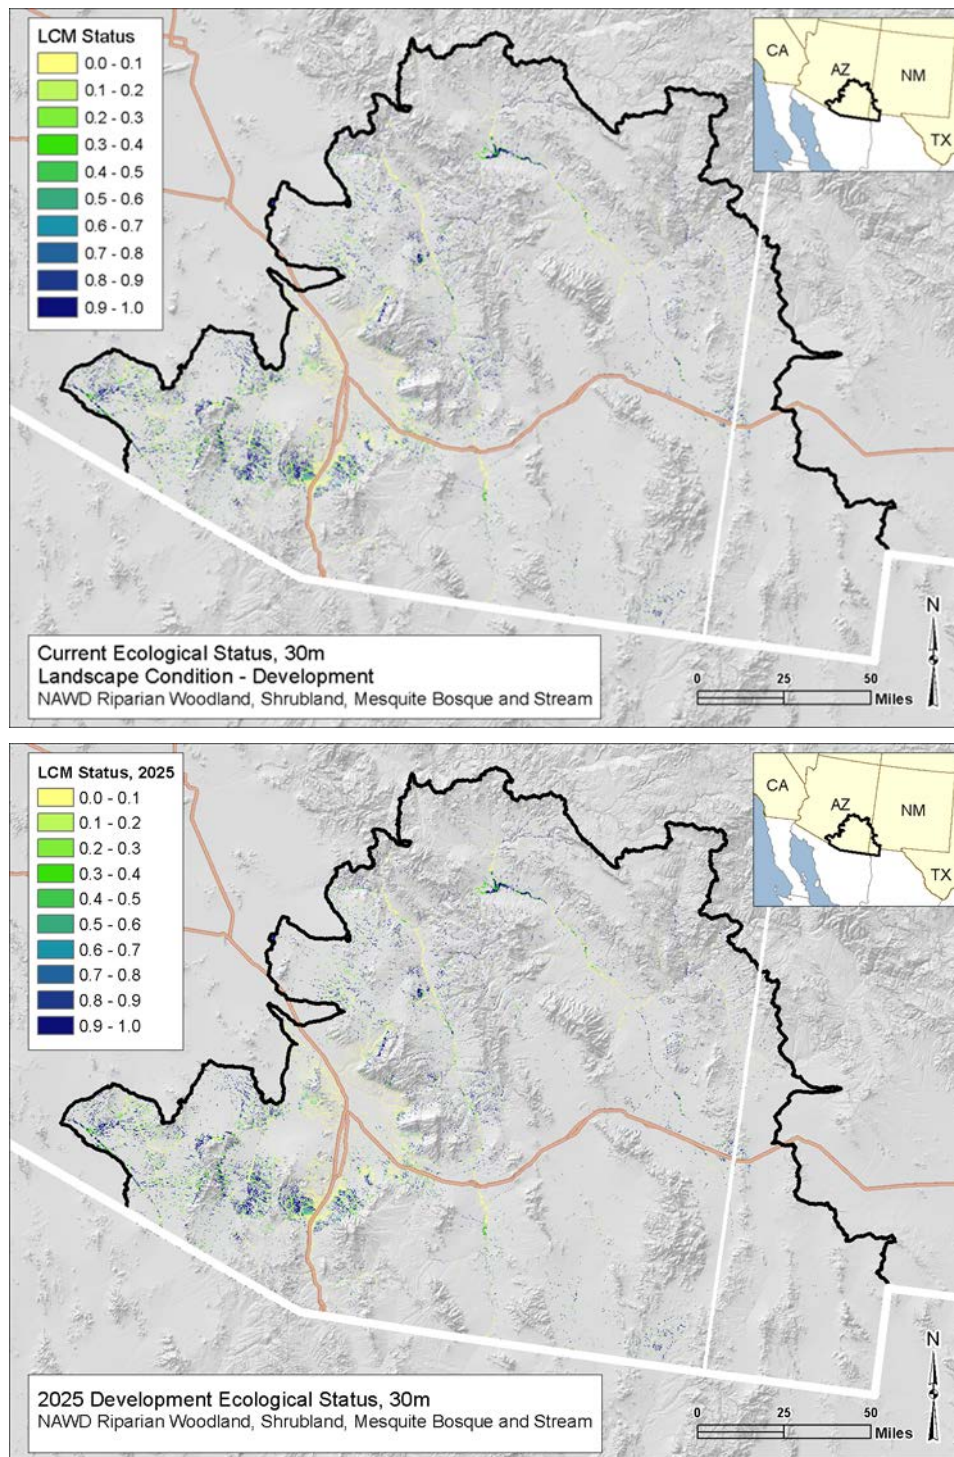 LCM Status
0.0 - 0.1
0.1 - 0.2
0.2 - 0.3
0.3 - 0.4
0.4 - 0.5
0.5 - 0.6
0.6 - 0.7
0.7 - 0.8
0.8 - 0.9
0.9 - 1.0
CA
AZ
NM
TX
Current Ecological Status, 30m
Landscape Condition - Development
NAWD Riparian Woodland, Shrubland, Mesquite Bosque and Stream
N
0 25 50
Miles
LCM Status, 2025
0.0 - 0.1
0.1 - 0.2
0.2 - 0.3
0.3 - 0.4
0.4 - 0.5
0.5 - 0.6
0.6 - 0.7
0.7 - 0.8
0.8 - 0.9
0.9 - 1.0
CA
AZ
NM
TX
2025 Development Ecological Status, 30m
NAWD Riparian Woodland, Shrubland, Mesquite Bosque and Stream
N
0 25 50
Miles